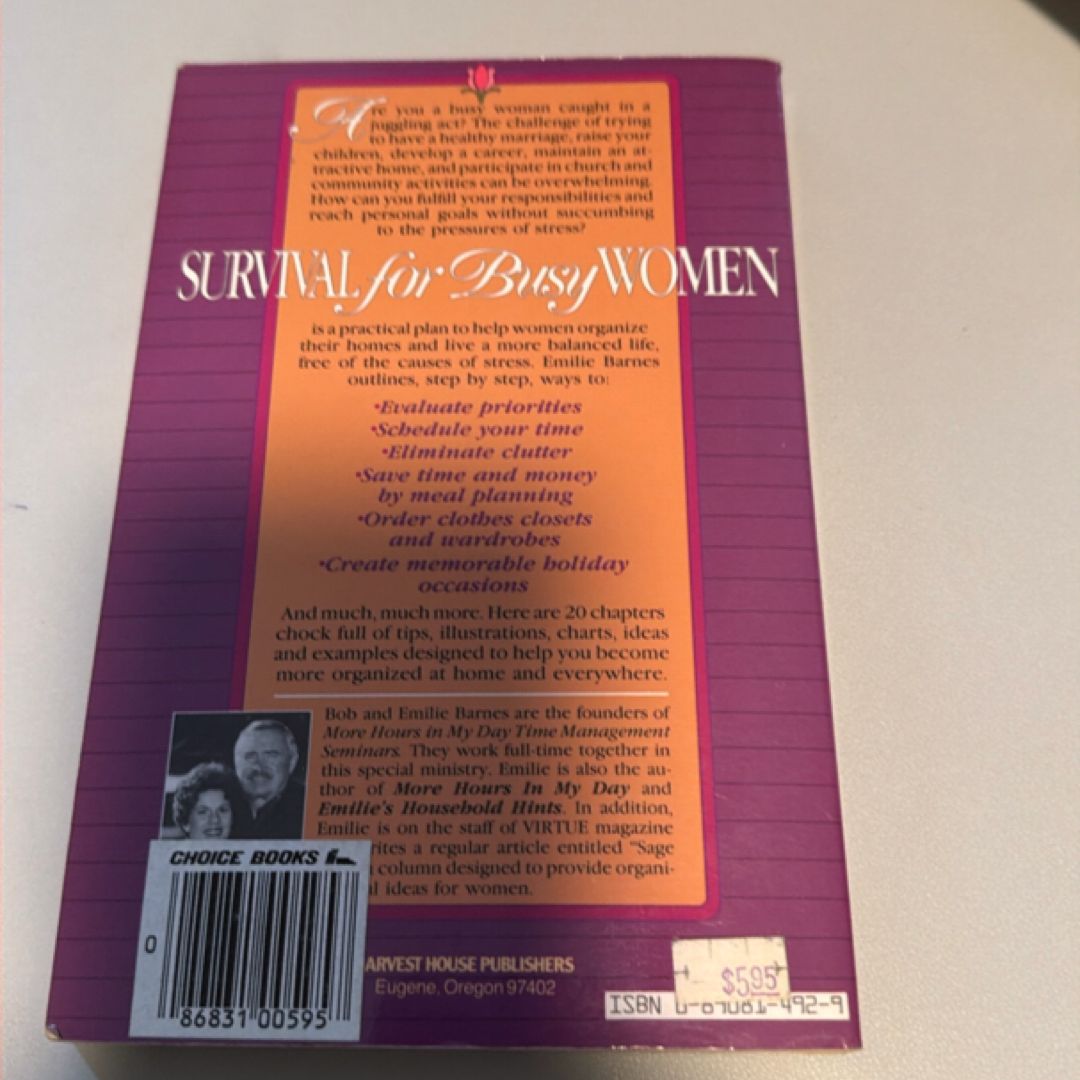 Are you a busy woman caught in a
juggling act? The challenge of trying
to have a healthy marriage, raise your
children, develop a career, maintain an at-
tractive home, and participate in church and
community activities can be overwhelming.
How can you fulfill your responsibilities and
reach personal goals without succumbing
to the pressures of stress?
SURVIVAL for Busy WOMEN
is a practical plan to help women organize
their homes and live a more balanced life,
free of the causes of stress. Emilie Barnes
outlines, step by step, ways to:
•Evaluate priorities
•Schedule your time
•Eliminate clutter
•Save time and money
by meal planning
•Order clothes closets
and wardrobes
•Create memorable holiday
occasions
And much, much more. Here are 20 chapters
chock full of tips, illustrations, charts, ideas
and examples designed to help you become
more organized at home and everywhere.
Bob and Emilie Barnes are the founders of
More Hours in My Day Time Management
Seminars. They work full-time together in
this special ministry. Emilie is also the au-
thor of More Hours In My Day and
Emilie's Household Hints. In addition,
Emilie is on the staff of VIRTUE magazine
rites a regular article entitled "Sage
column designed to provide organi-
l ideas for women.
CHOICE BOOKS
0
86831 00595
ARVEST HOUSE PUBLISHERS
Eugene, Oregon 97402
$5.95
ISBN 492-9